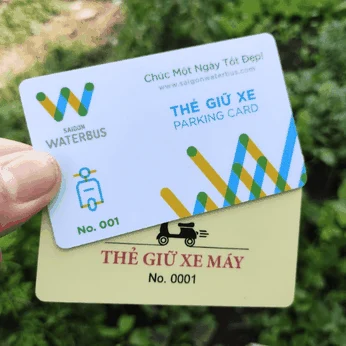 Chúc Một Ngày Tốt Đẹp!
www.saigonwaterbus.com
SAIGON
WATERBUS
THẺ GIỮ XE
PARKING CARD
No. 001
THẺ GIỮ XE MÁY
No. 0001